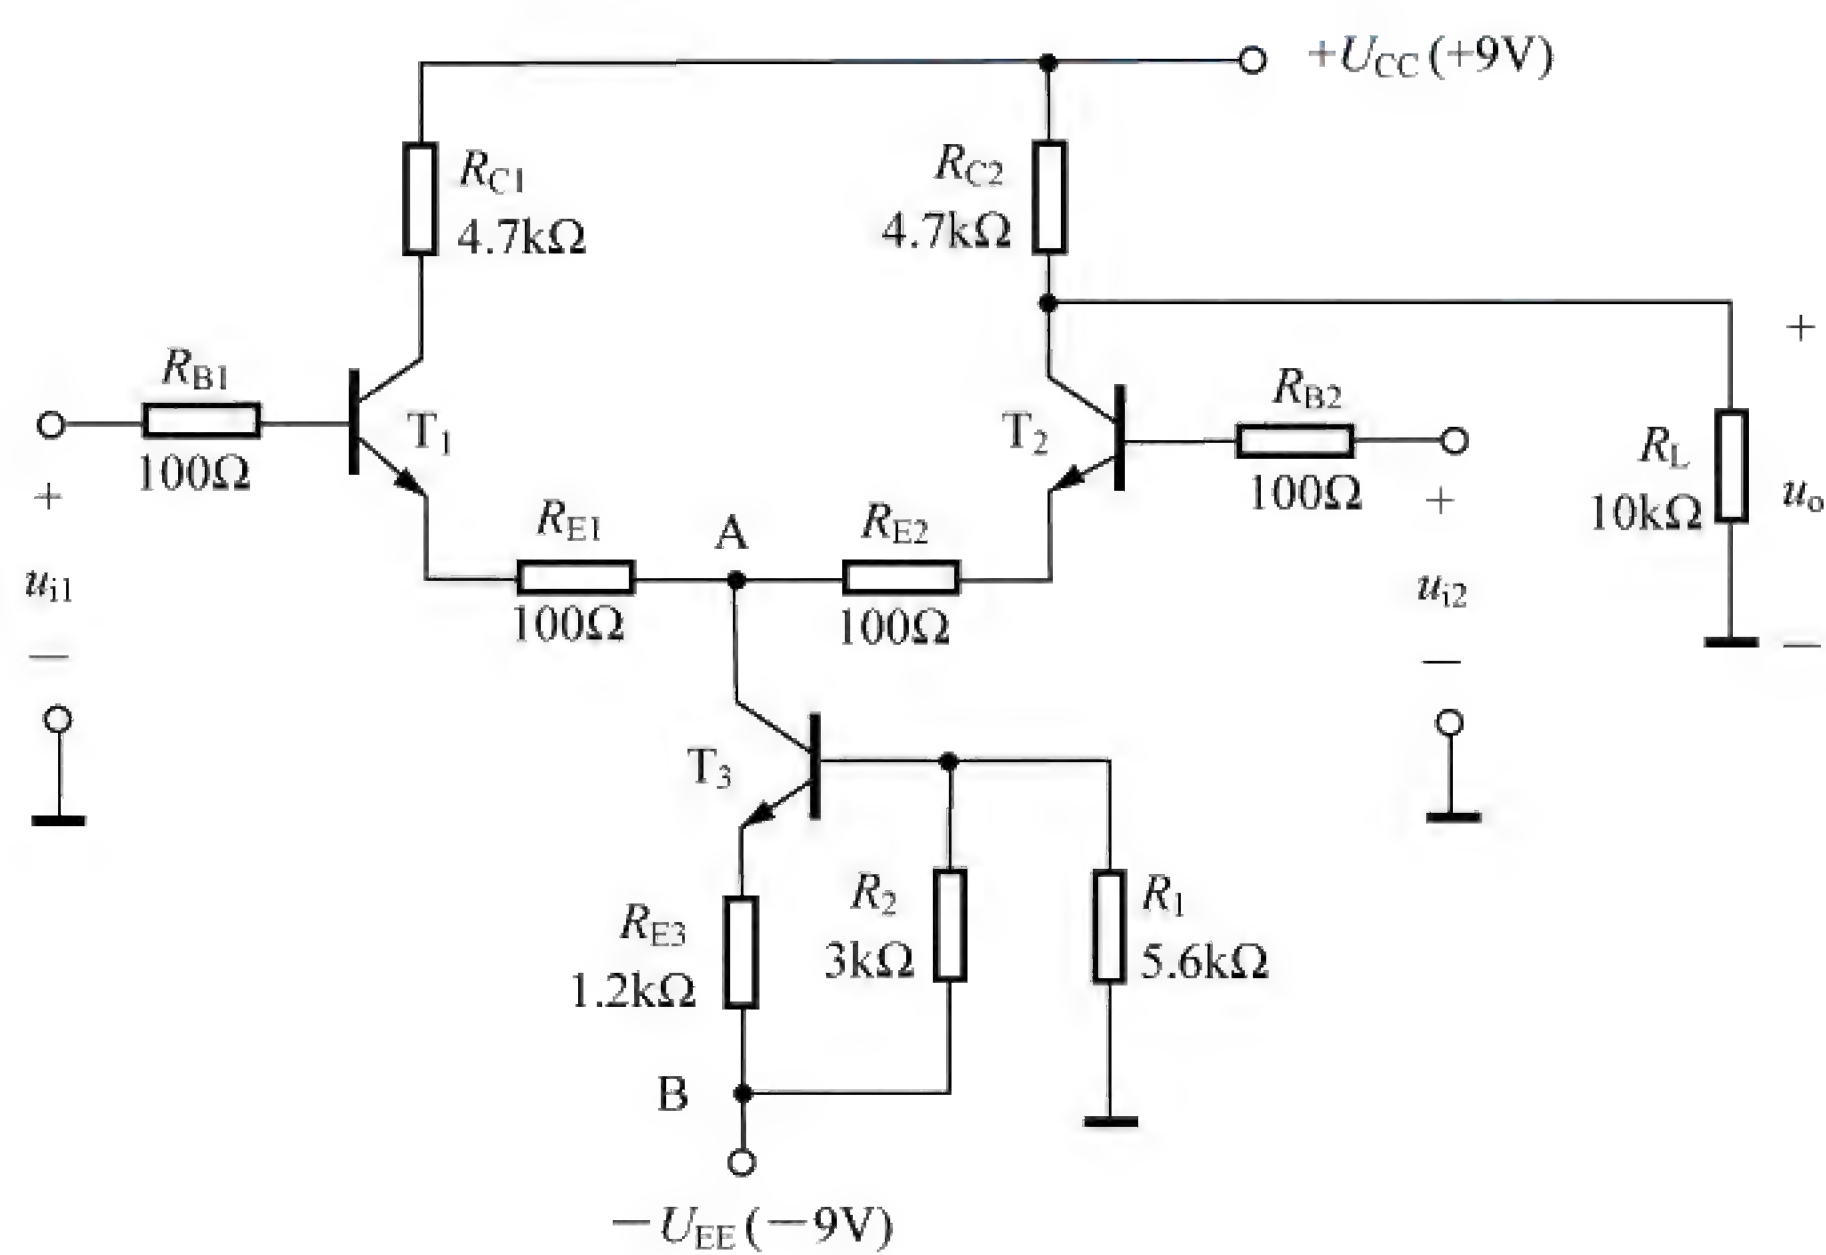 +U_CC (+9V)
R_C1
4.7kΩ
R_C2
4.7kΩ
R_B1
100Ω
T_1
T_2
R_B2
100Ω
R_L
10kΩ
+
u_o
−
+
u_i1
−
R_E1
100Ω
A
R_E2
100Ω
+
u_i2
−
T_3
R_E3
1.2kΩ
R_2
3kΩ
R_1
5.6kΩ
B
−U_EE (−9V)